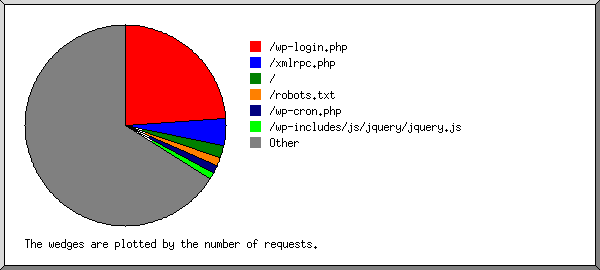 /wp-login.php
/xmlrpc.php
/
/robots.txt
/wp-cron.php
/wp-includes/js/jquery/jquery.js
Other
The wedges are plotted by the number of requests.